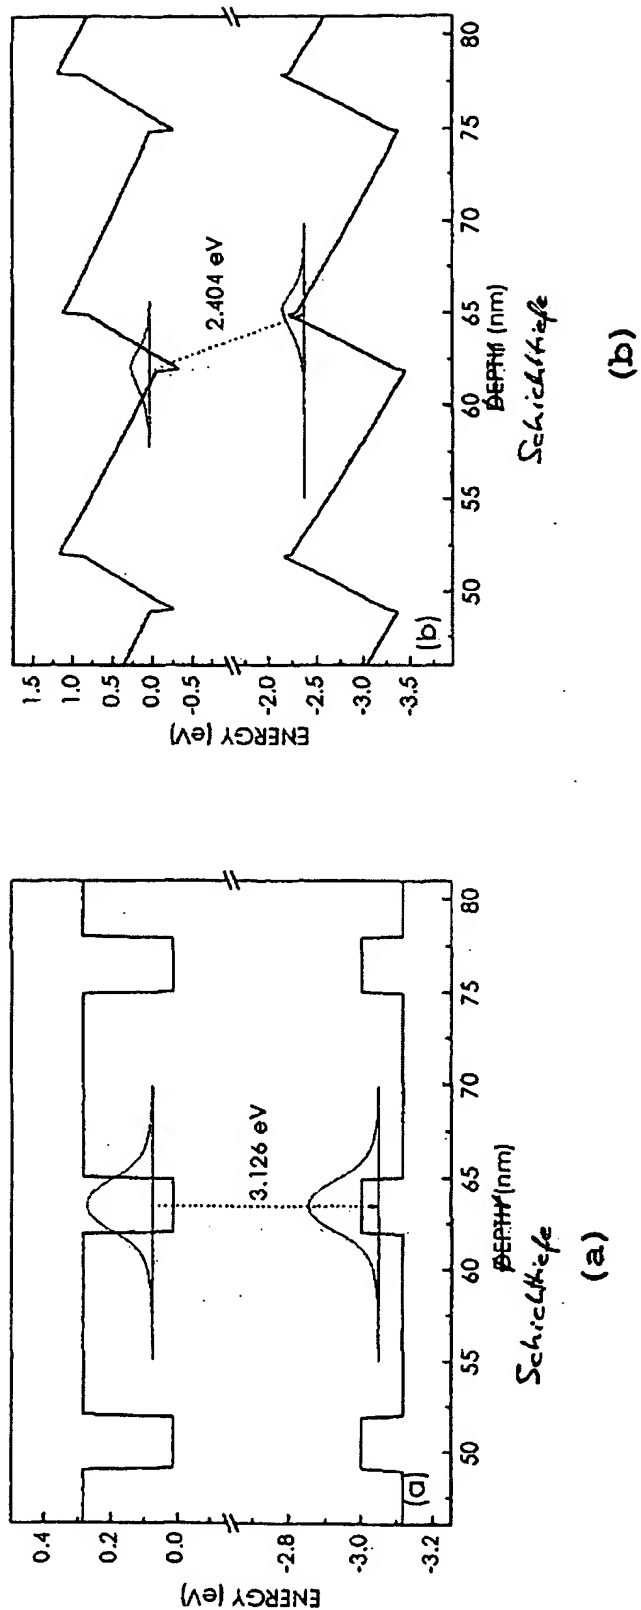 ENERGY (eV)
0.4
0.2
0.0
-2.8
-3.0
-3.2
3.126 eV
(a)
50 55 60 65 70 75 80
DEPTH (nm)
Schichttiefe
(a)
ENERGY (eV)
1.5
1.0
0.5
0.0
-0.5
-2.0
-2.5
-3.0
-3.5
2.404 eV
(b)
50 55 60 65 70 75 80
DEPTH (nm)
Schichttiefe
(b)